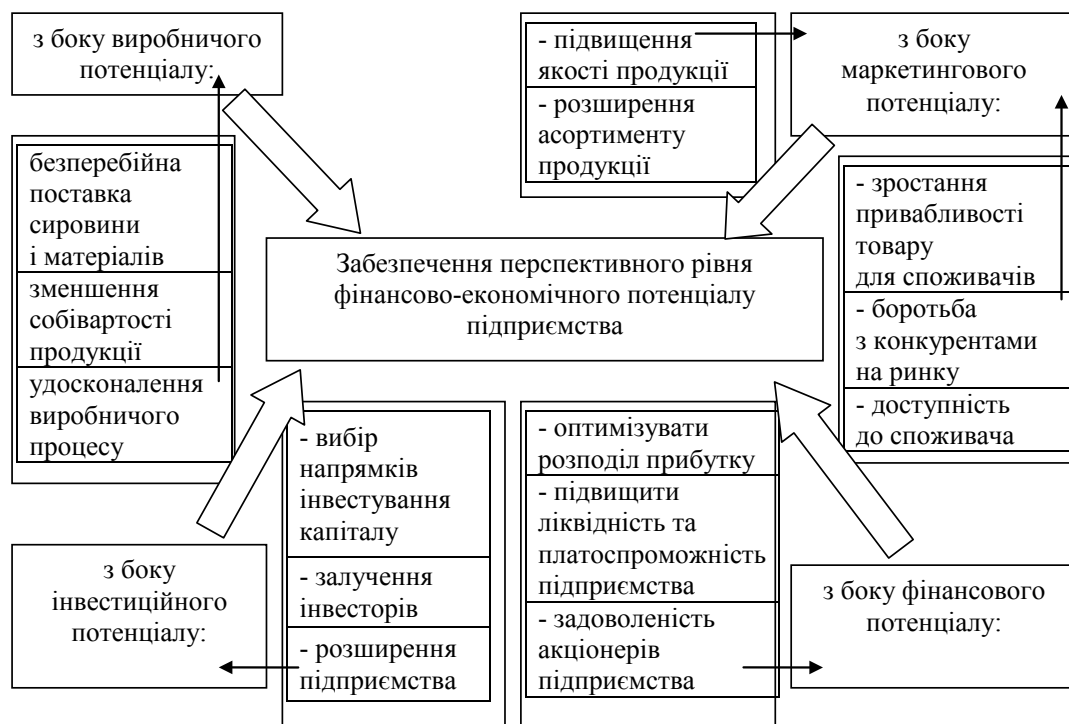 з боку виробничого
потенціалу:
- підвищення
якості продукції
- розширення
асортименту
продукції
з боку
маркетингового
потенціалу:
безперебійна
поставка
сировини
і матеріалів
зменшення
собівартості
продукції
удосконалення
виробничого
процесу
Забезпечення перспективного рівня
фінансово-економічного потенціалу
підприємства
- зростання
привабливості
товару
для споживачів
- боротьба
з конкурентами
на ринку
- доступність
до споживача
з боку
інвестиційного
потенціалу:
- вибір
напрямків
інвестування
капіталу
- залучення
інвесторів
- розширення
підприємства
- оптимізувати
розподіл прибутку
- підвищити
ліквідність та
платоспроможність
підприємства
- задоволеність
акціонерів
підприємства
з боку фінансового
потенціалу: